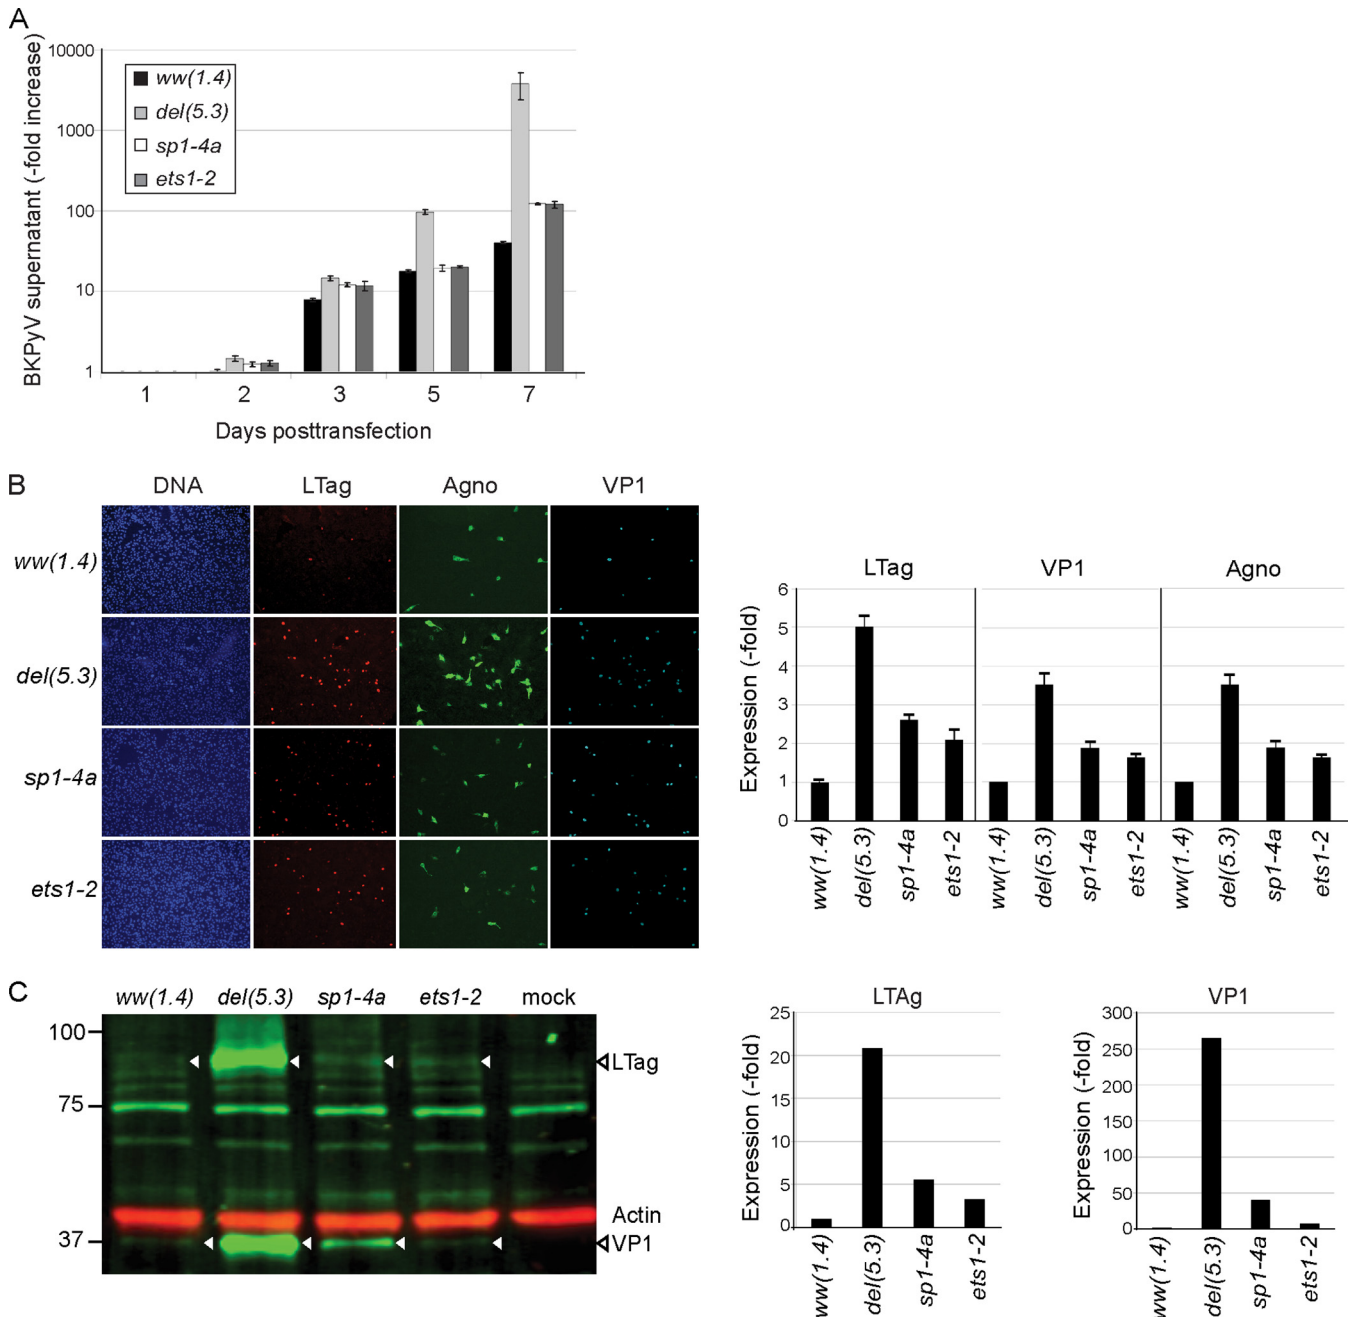 A
BKPyV supernatant (-fold increase)
10000
1000
100
10
1
ww(1.4)
del(5.3)
sp1-4a
ets1-2
1 2 3 5 7
Days posttransfection
B
DNA LTag Agno VP1
ww(1.4)
del(5.3)
sp1-4a
ets1-2
LTag VP1 Agno
Expression (-fold)
6
5
4
3
2
1
0
ww(1.4) del(5.3) sp1-4a ets1-2 ww(1.4) del(5.3) sp1-4a ets1-2 ww(1.4) del(5.3) sp1-4a ets1-2
C
ww(1.4) del(5.3) sp1-4a ets1-2 mock
100
75
37
LTag
Actin
VP1
LTAg
Expression (-fold)
25
20
15
10
5
0
ww(1.4) del(5.3) sp1-4a ets1-2
VP1
Expression (-fold)
300
250
200
150
100
50
0
ww(1.4) del(5.3) sp1-4a ets1-2